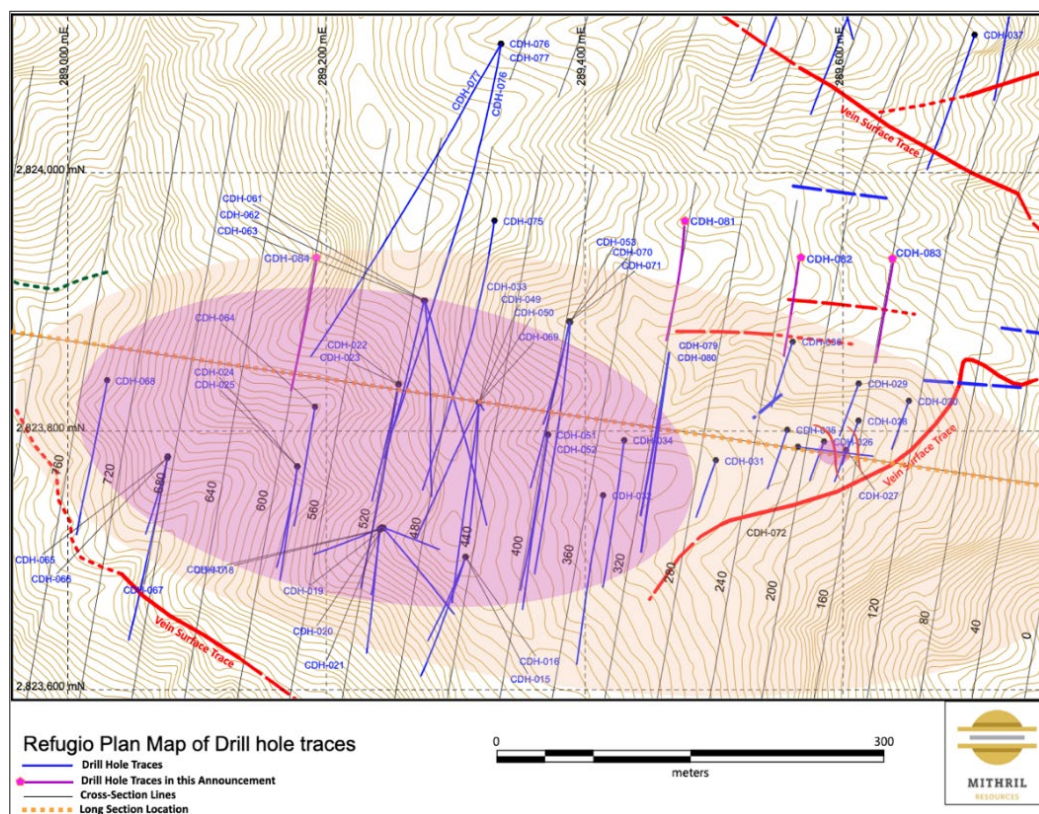 289,000 mE
289,200 mE
289,400 mE
289,600 mE
CDH-076
CDH-077
CDH-077
CDH-076
CDH-037
Vein Surface Trace
2,824,000 mN
CDH-061
CDH-062
CDH-063
CDH-084
CDH-075
CDH-053
CDH-070
CDH-071
CDH-081
CDH-082
CDH-083
CDH-033
CDH-049
CDH-050
CDH-069
CDH-064
CDH-022
CDH-023
CDH-024
CDH-025
CDH-068
CDH-079
CDH-080
CDH-029
CDH-028
CDH-035
CDH-026
CDH-027
2,823,800 mN
CDH-051
CDH-052
CDH-034
CDH-031
CDH-032
Vein Surface Trace
CDH-072
760
720
680
640
600
560
520
480
440
400
360
320
280
240
200
160
120
80
40
0
CDH-065
CDH-067
CDH-018
CDH-019
CDH-020
CDH-021
CDH-016
CDH-015
Vein Surface Trace
2,823,600 mN
Refugio Plan Map of Drill hole traces
Drill Hole Traces
Drill Hole Traces in this Announcement
Cross-Section Lines
Long Section Location
0
300
meters
MITHRIL
RESOURCES